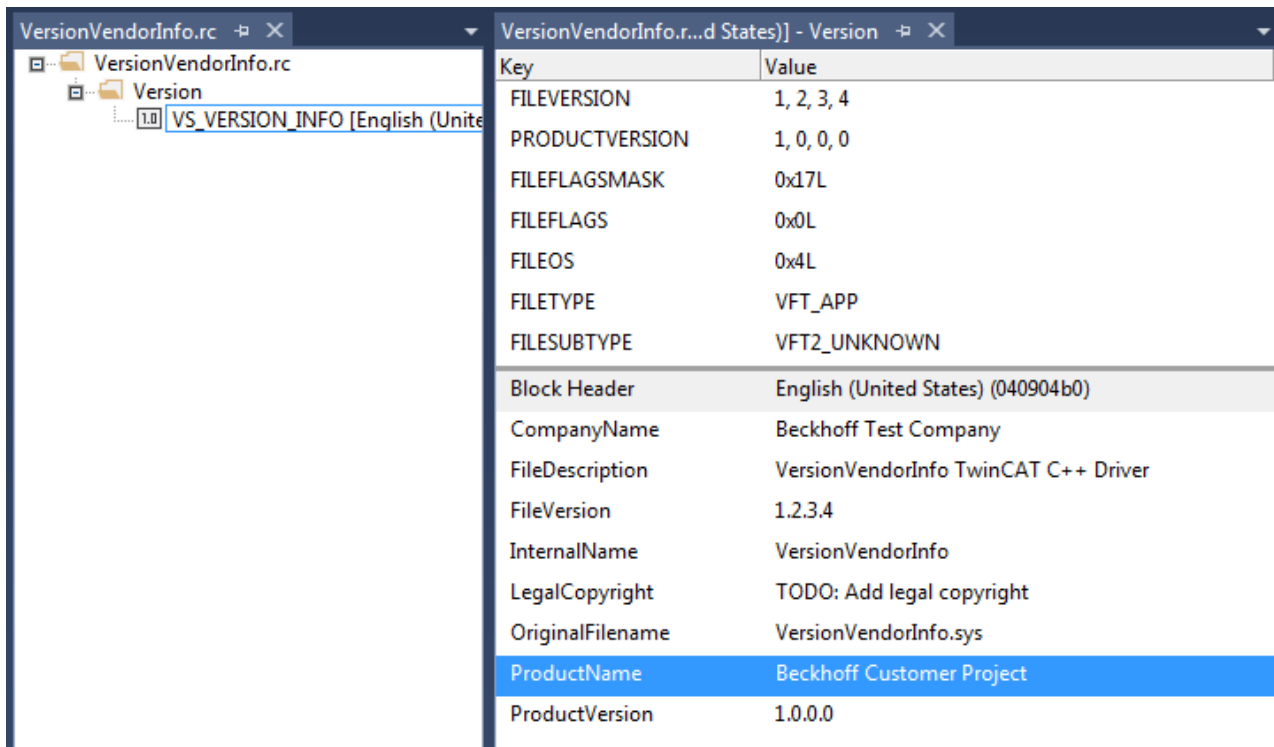 VersionVendorInfo.rc
VersionVendorInfo.rc
Version
1.0 VS_VERSION_INFO [English (Unite
VersionVendorInfo.r...d States)] - Version
Key Value
FILEVERSION 1, 2, 3, 4
PRODUCTVERSION 1, 0, 0, 0
FILEFLAGSMASK 0x17L
FILEFLAGS 0x0L
FILEOS 0x4L
FILETYPE VFT_APP
FILESUBTYPE VFT2_UNKNOWN
Block Header English (United States) (040904b0)
CompanyName Beckhoff Test Company
FileDescription VersionVendorInfo TwinCAT C++ Driver
FileVersion 1.2.3.4
InternalName VersionVendorInfo
LegalCopyright TODO: Add legal copyright
OriginalFilename VersionVendorInfo.sys
ProductName Beckhoff Customer Project
ProductVersion 1.0.0.0